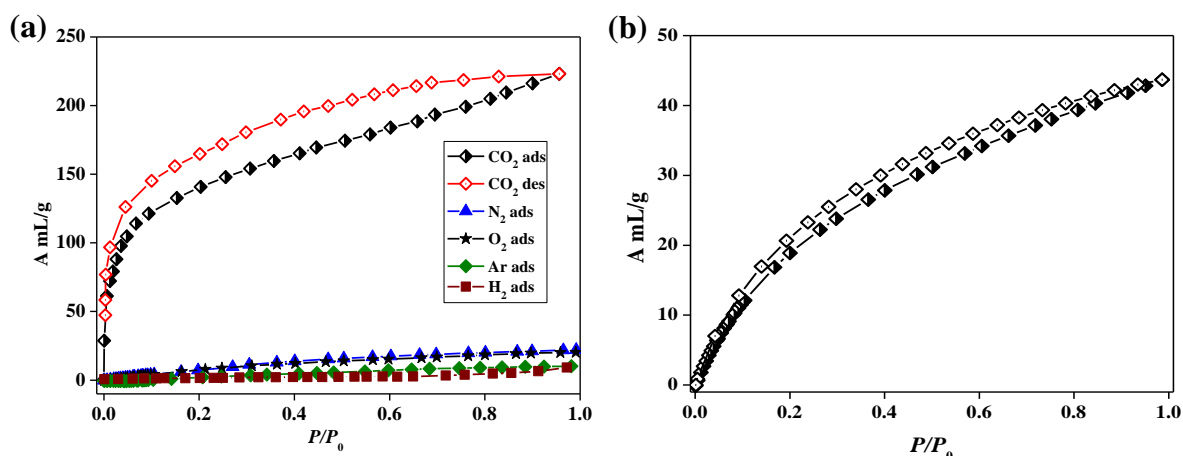 (a)
250
200
150
100
50
0
A mL/g
CO₂ ads
CO₂ des
N₂ ads
O₂ ads
Ar ads
H₂ ads
0.0 0.2 0.4 0.6 0.8 1.0
P/P₀
(b)
50
40
30
20
10
0
A mL/g
0.0 0.2 0.4 0.6 0.8 1.0
P/P₀